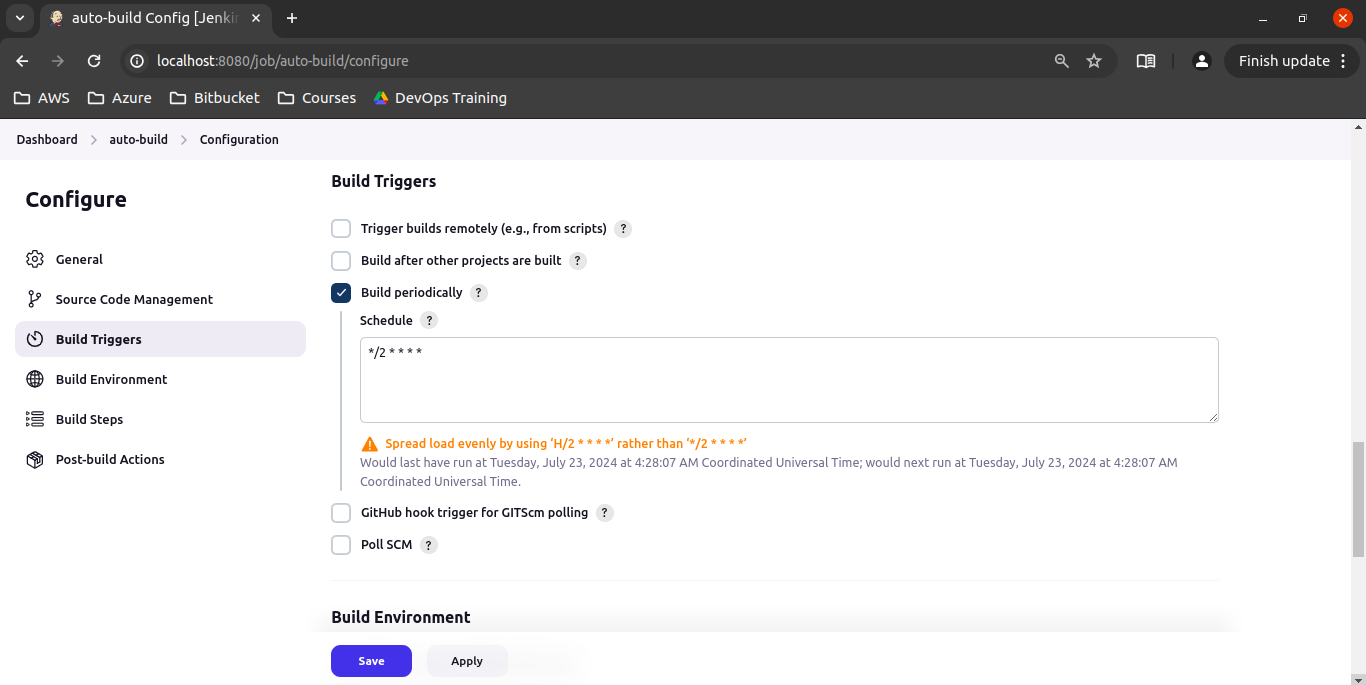 auto-build Config [Jenkin
localhost:8080/job/auto-build/configure
Finish update
AWS
Azure
Bitbucket
Courses
DevOps Training
Dashboard
auto-build
Configuration
Configure
General
Source Code Management
Build Triggers
Build Environment
Build Steps
Post-build Actions
Build Triggers
Trigger builds remotely (e.g., from scripts) ?
Build after other projects are built ?
Build periodically ?
Schedule ?
*/2 * * * *
Spread load evenly by using ‘H/2 * * * *’ rather than ‘*/2 * * * *’
Would last have run at Tuesday, July 23, 2024 at 4:28:07 AM Coordinated Universal Time; would next run at Tuesday, July 23, 2024 at 4:28:07 AM
Coordinated Universal Time.
GitHub hook trigger for GITScm polling ?
Poll SCM ?
Build Environment
Save
Apply